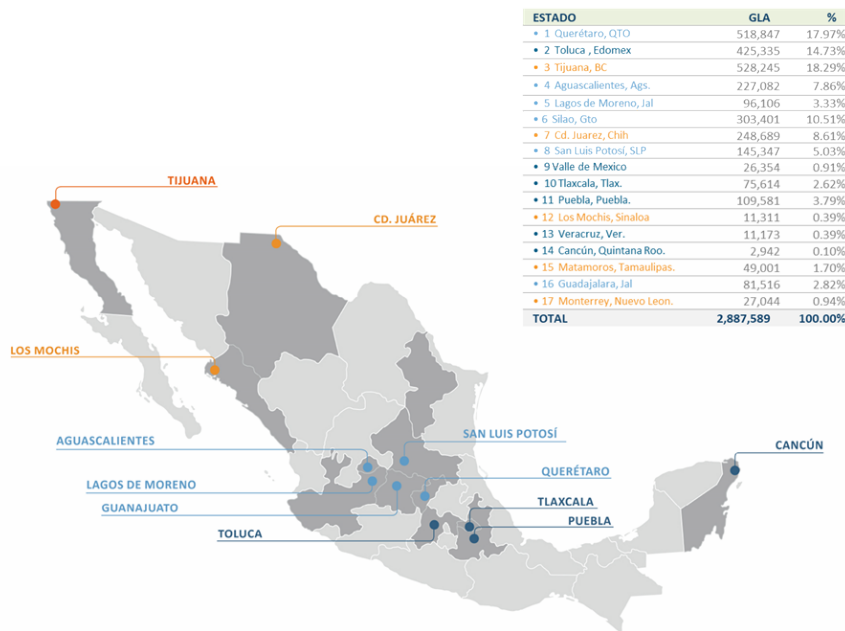 ESTADO GLA %
• 1 Querétaro, QTO 518,847 17.97%
• 2 Toluca , Edomex 425,335 14.73%
• 3 Tijuana, BC 528,245 18.29%
• 4 Aguascalientes, Ags. 227,082 7.86%
• 5 Lagos de Moreno, Jal 96,106 3.33%
• 6 Silao, Gto 303,401 10.51%
• 7 Cd. Juarez, Chih 248,689 8.61%
• 8 San Luis Potosí, SLP 145,347 5.03%
• 9 Valle de Mexico 26,354 0.91%
• 10 Tlaxcala, Tlax. 75,614 2.62%
• 11 Puebla, Puebla. 109,581 3.79%
• 12 Los Mochis, Sinaloa 11,311 0.39%
• 13 Veracruz, Ver. 11,173 0.39%
• 14 Cancún, Quintana Roo. 2,942 0.10%
• 15 Matamoros, Tamaulipas. 49,001 1.70%
• 16 Guadajalara, Jal 81,516 2.82%
• 17 Monterrey, Nuevo Leon. 27,044 0.94%
TOTAL 2,887,589 100.00%
TIJUANA
CD. JUÁREZ
LOS MOCHIS
AGUASCALIENTES
SAN LUIS POTOSÍ
CANCÚN
LAGOS DE MORENO
QUERÉTARO
GUANAJUATO
TLAXCALA
TOLUCA
PUEBLA